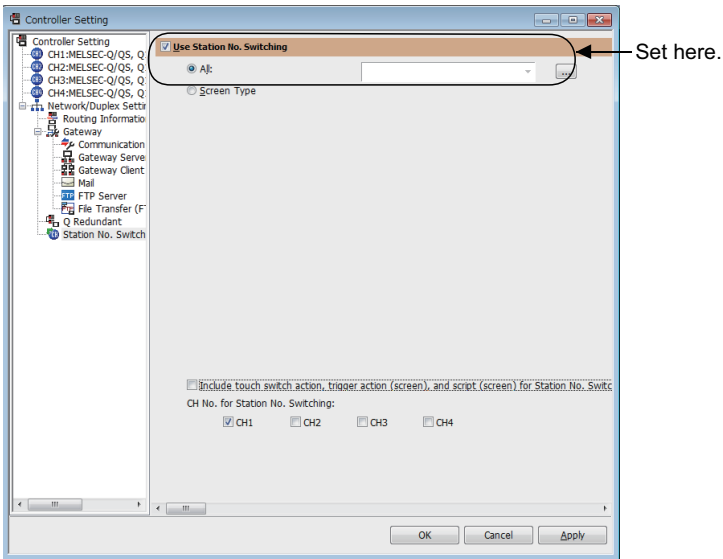 Controller Setting
Controller Setting
CH1:MELSEC-Q/QS, Q
CH2:MELSEC-Q/QS, Q
CH3:MELSEC-Q/QS, Q
CH4:MELSEC-Q/QS, Q
Network/Duplex Settir
Routing Informatio
Gateway
Communication
Gateway Serve
Gateway Client
Mail
FTP Server
File Transfer (F
Q Redundant
Station No. Switch
Use Station No. Switching
All:
...
Screen Type
Set here.
Include touch switch action, trigger action (screen), and script (screen) for Station No. Switc
CH No. for Station No. Switching:
CH1 CH2 CH3 CH4
OK Cancel Apply